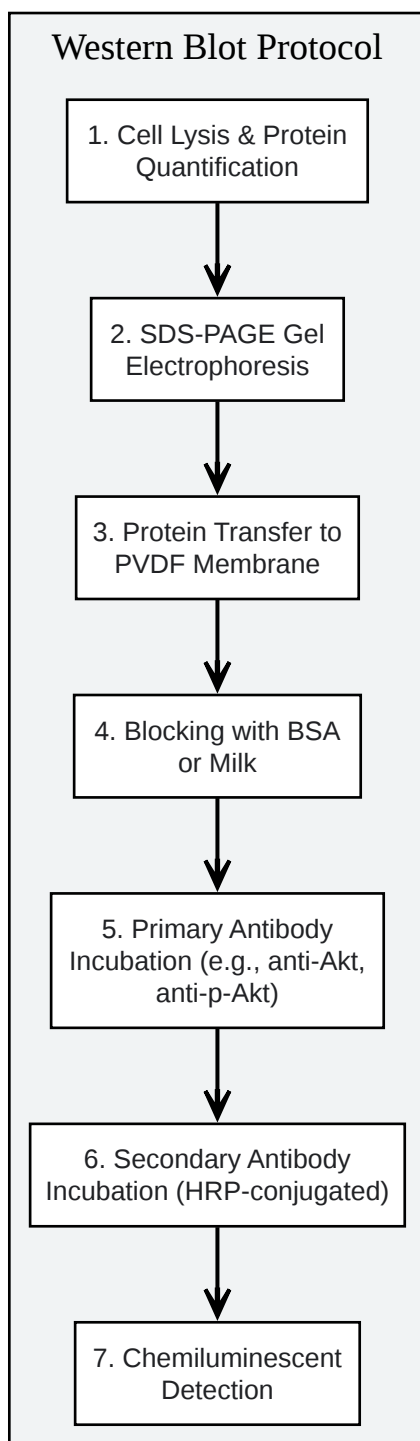 Western Blot Protocol
1. Cell Lysis & Protein
Quantification
2. SDS-PAGE Gel
Electrophoresis
3. Protein Transfer to
PVDF Membrane
4. Blocking with BSA
or Milk
5. Primary Antibody
Incubation (e.g., anti-Akt,
anti-p-Akt)
6. Secondary Antibody
Incubation (HRP-conjugated)
7. Chemiluminescent
Detection